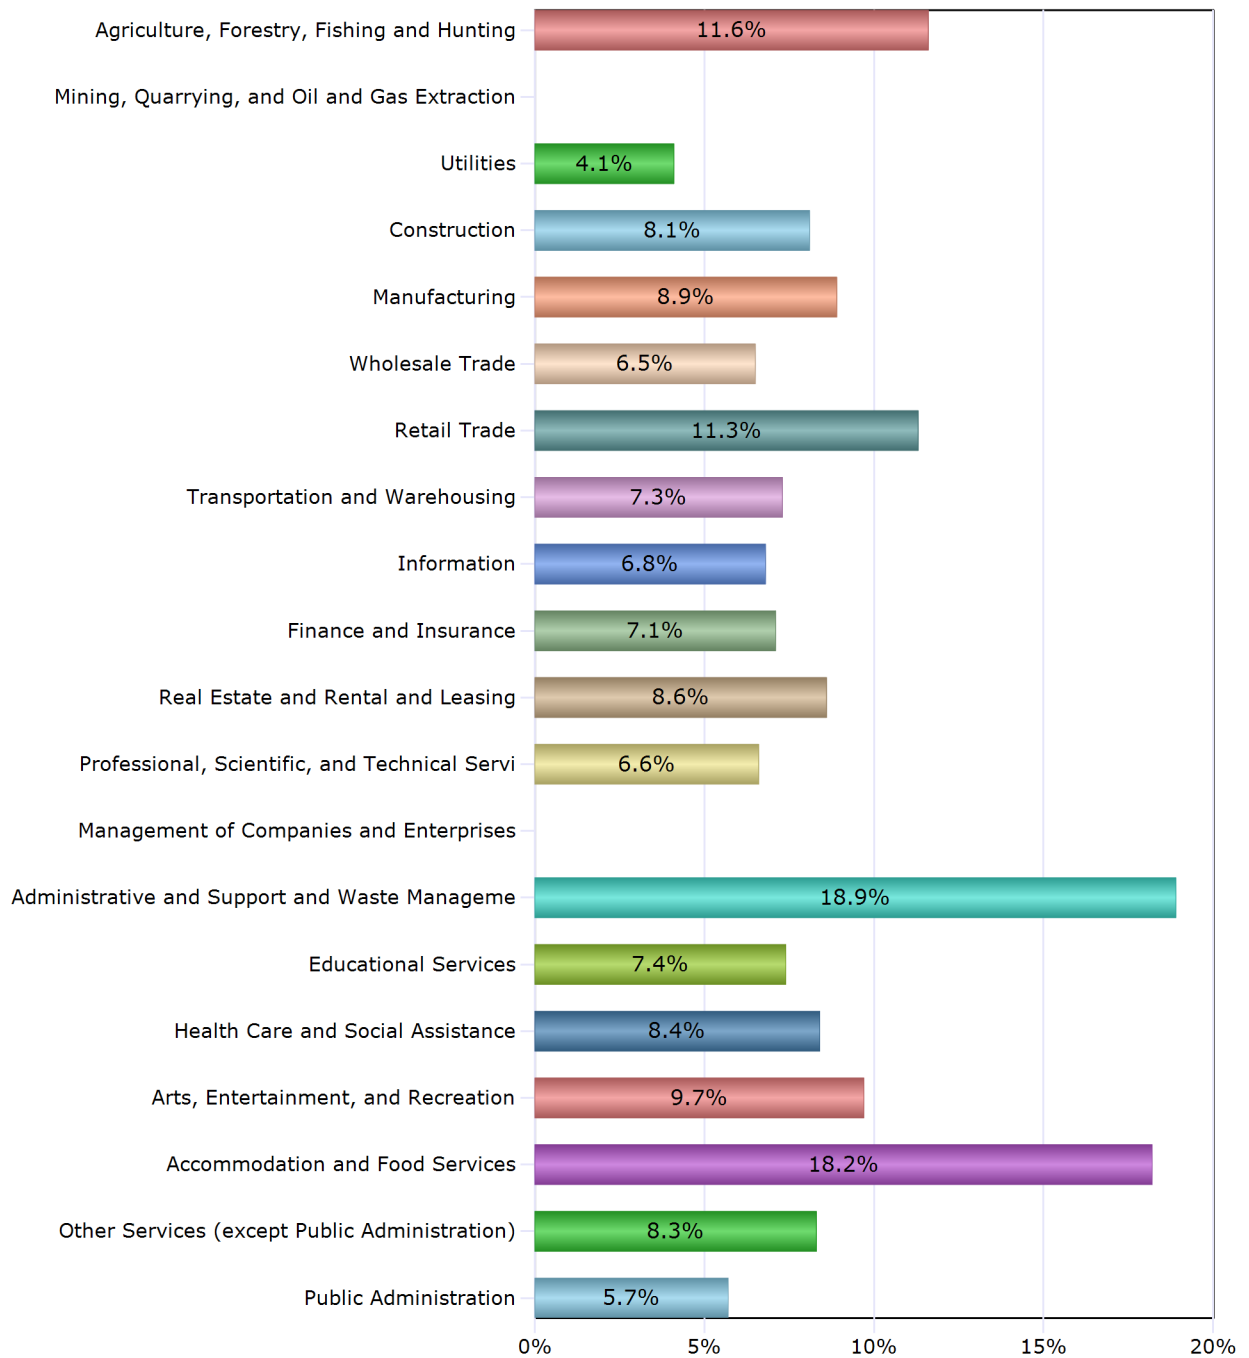 Agriculture, Forestry, Fishing and Hunting 11.6%
Mining, Quarrying, and Oil and Gas Extraction
Utilities 4.1%
Construction 8.1%
Manufacturing 8.9%
Wholesale Trade 6.5%
Retail Trade 11.3%
Transportation and Warehousing 7.3%
Information 6.8%
Finance and Insurance 7.1%
Real Estate and Rental and Leasing 8.6%
Professional, Scientific, and Technical Servi 6.6%
Management of Companies and Enterprises
Administrative and Support and Waste Manageme 18.9%
Educational Services 7.4%
Health Care and Social Assistance 8.4%
Arts, Entertainment, and Recreation 9.7%
Accommodation and Food Services 18.2%
Other Services (except Public Administration) 8.3%
Public Administration 5.7%
0% 5% 10% 15% 20%